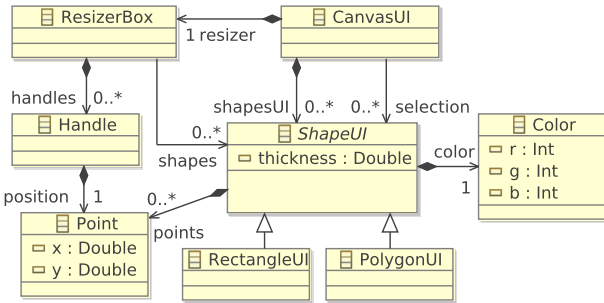 ResizerBox
CanvasUI
1 resizer
handles 0..*
shapesUI 0..* 0..* selection
Handle
0..*
shapes
ShapeUI
thickness : Double
color
1
Color
r : Int
g : Int
b : Int
position 1
0..*
points
Point
x : Double
y : Double
RectangleUI
PolygonUI